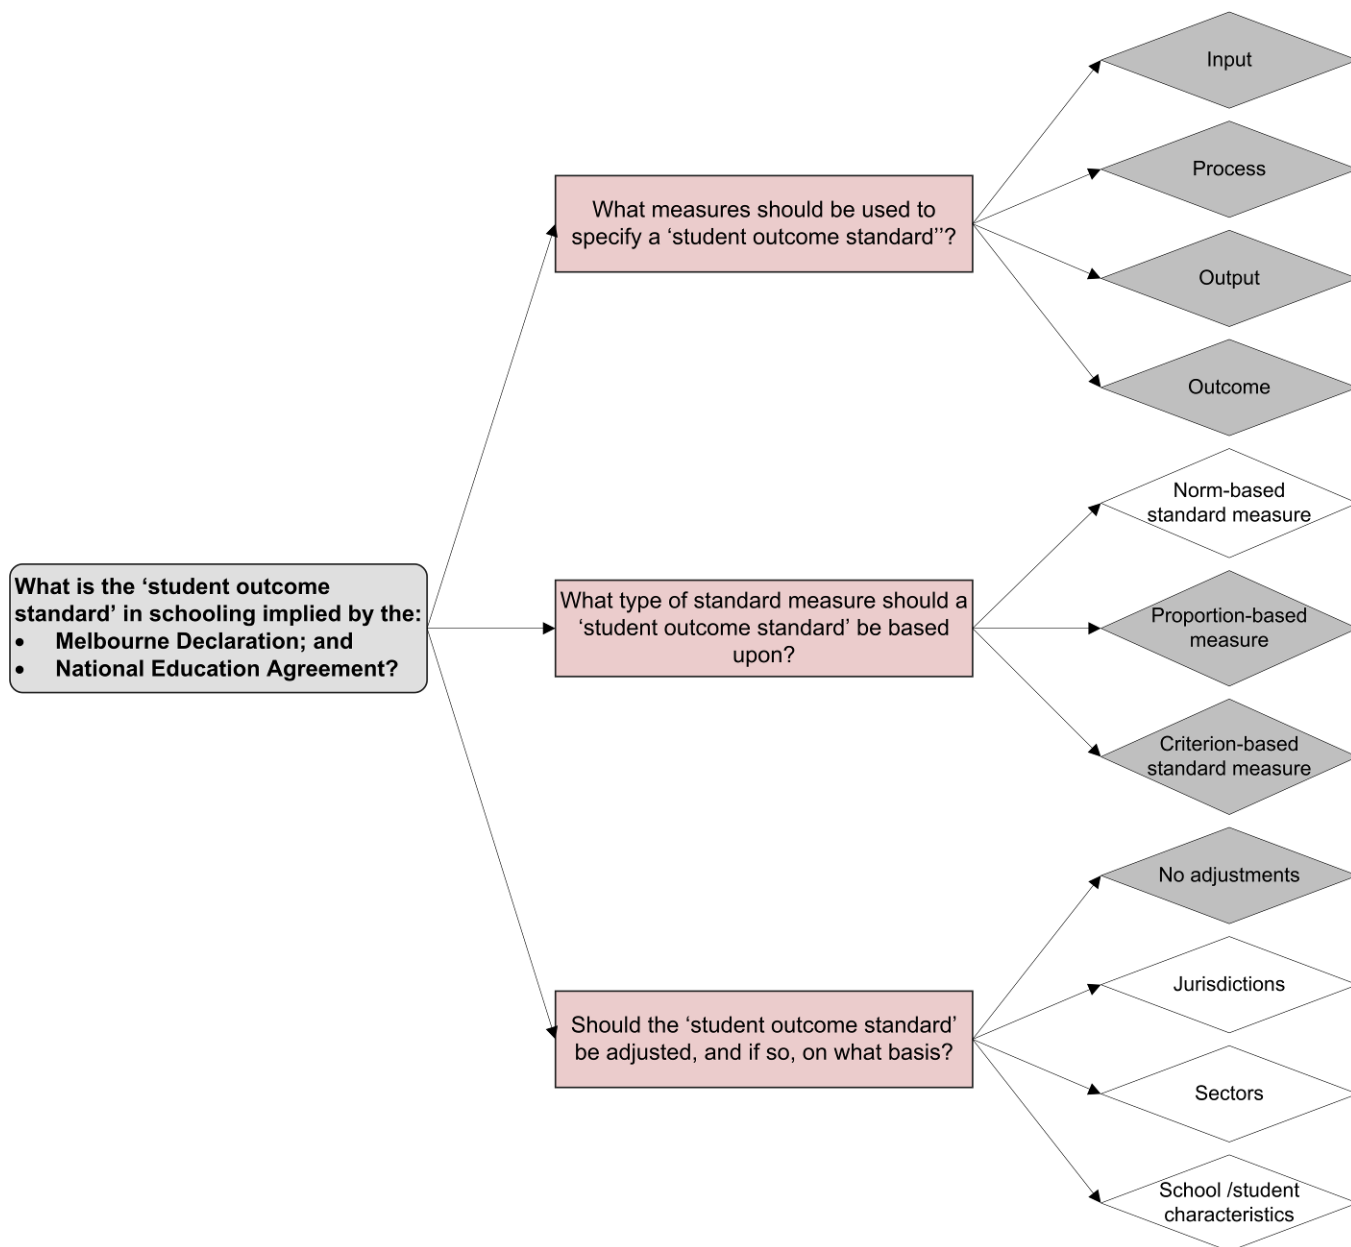 What is the ‘student outcome
standard’ in schooling implied by the:
• Melbourne Declaration; and
• National Education Agreement?
What measures should be used to
specify a ‘student outcome standard’’?
Input
Process
Output
Outcome
What type of standard measure should a
‘student outcome standard’ be based
upon?
Norm-based
standard measure
Proportion-based
measure
Criterion-based
standard measure
Should the ‘student outcome standard’
be adjusted, and if so, on what basis?
No adjustments
Jurisdictions
Sectors
School /student
characteristics